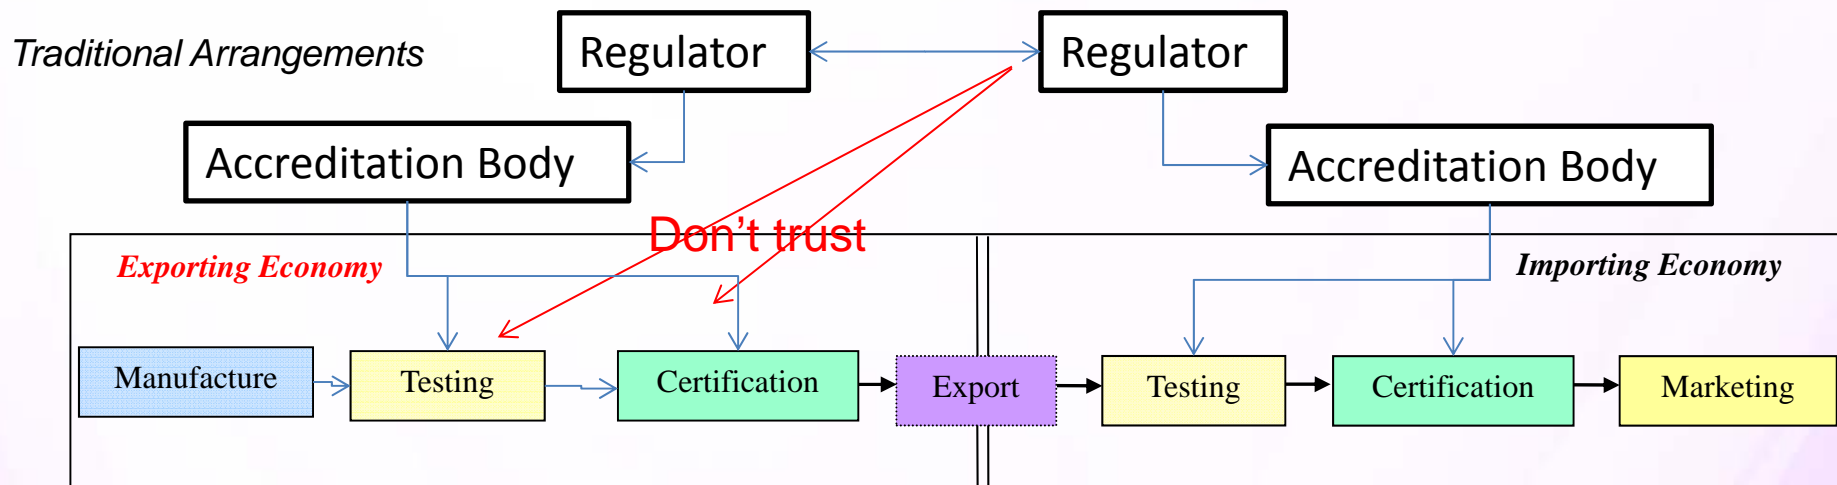 Traditional Arrangements
Regulator
Regulator
Accreditation Body
Accreditation Body
Don't trust
Exporting Economy
Importing Economy
Manufacture
Testing
Certification
Export
Testing
Certification
Marketing